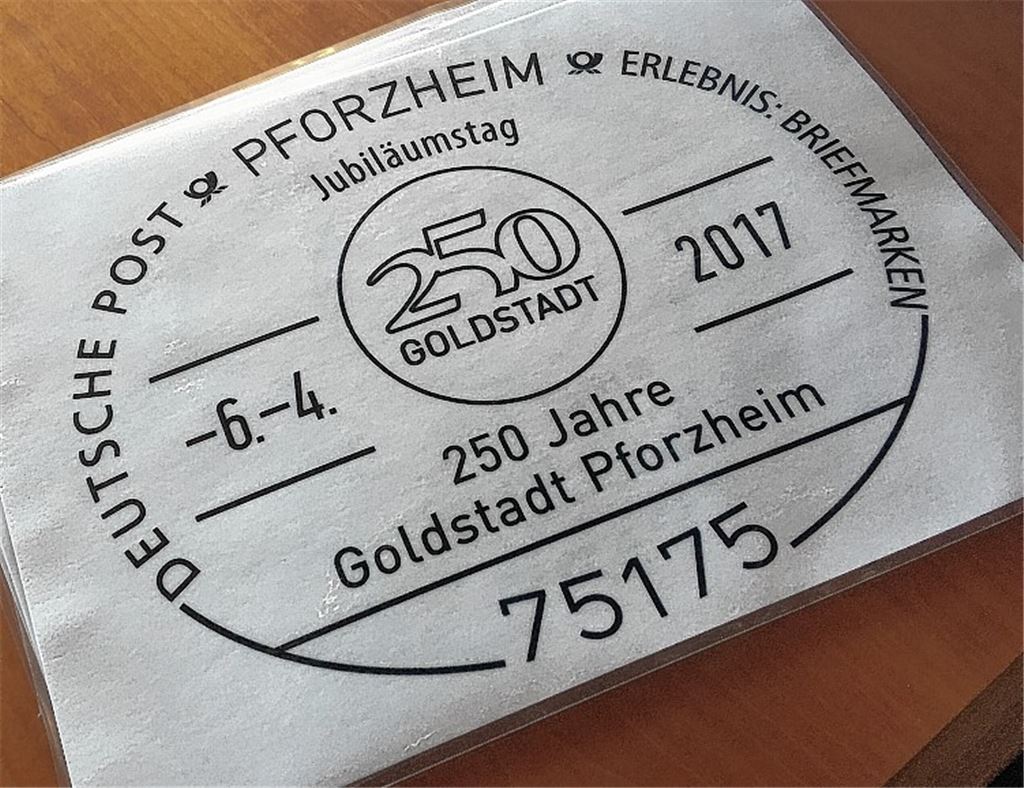 DEUTSCHE POST PFORZHEIM ERLEBNIS: BRIEFMARKEN
Jubiläumstag
250
GOLDSTADT
-6.-4. 2017
250 Jahre
Goldstadt Pforzheim
75175